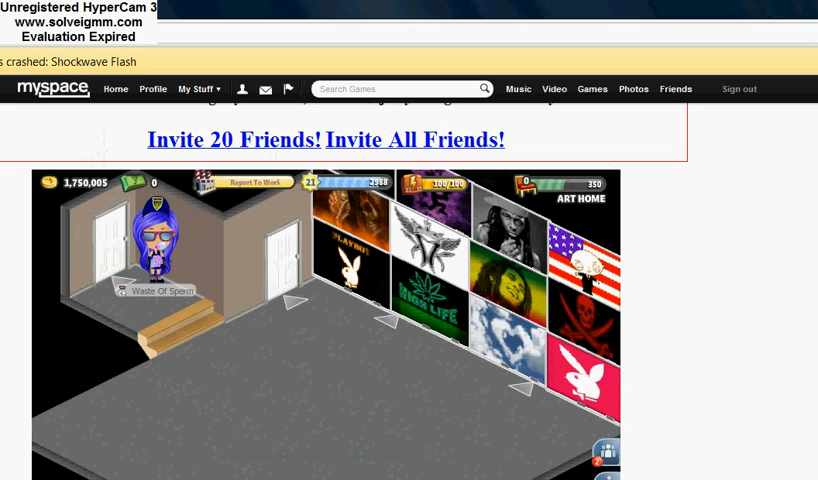 Unregistered HyperCam 3
www.solveigmm.com
Evaluation Expired
s crashed: Shockwave Flash
myspace Home Profile My Stuff Search Games Music Video Games Photos Friends Sign out
Invite 20 Friends! Invite All Friends!
1,750,005 0 Report To Work 21 2988 100/100 0 350
ART HOME
PLAYBOY
HIGH LIFE
Waste Of Sperm
2